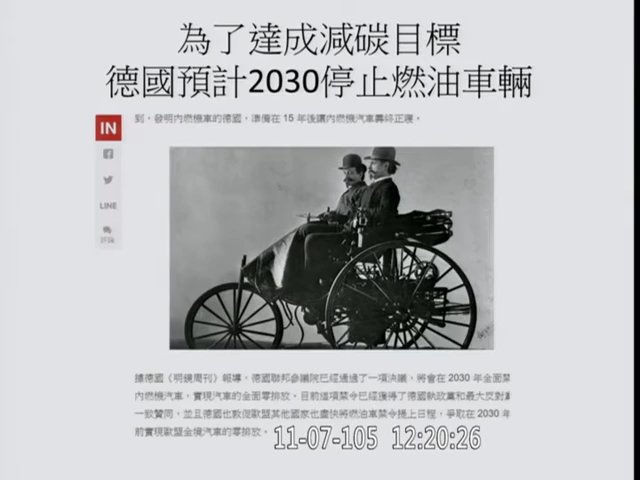 為了達成減碳目標
德國預計2030停止燃油車輛
到,發明內燃機車的德國,準備在 15 年後讓內燃機汽車壽終正寢。
IN
LINE
據德國《明鏡周刊》報導,德國聯邦參議院已經通過了一項決議,將會在 2030 年全面禁
內燃機車,實現汽車的全面零排放。目前這項禁令已經獲得了德國執政黨和最大反對黨
一致贊同,並且德國也敦促歐盟其他國家也盡快將燃油車禁令提上日程,爭取在 2030 年
前實現歐盟全境汽車的零排放。
11-07-105 12:20:26